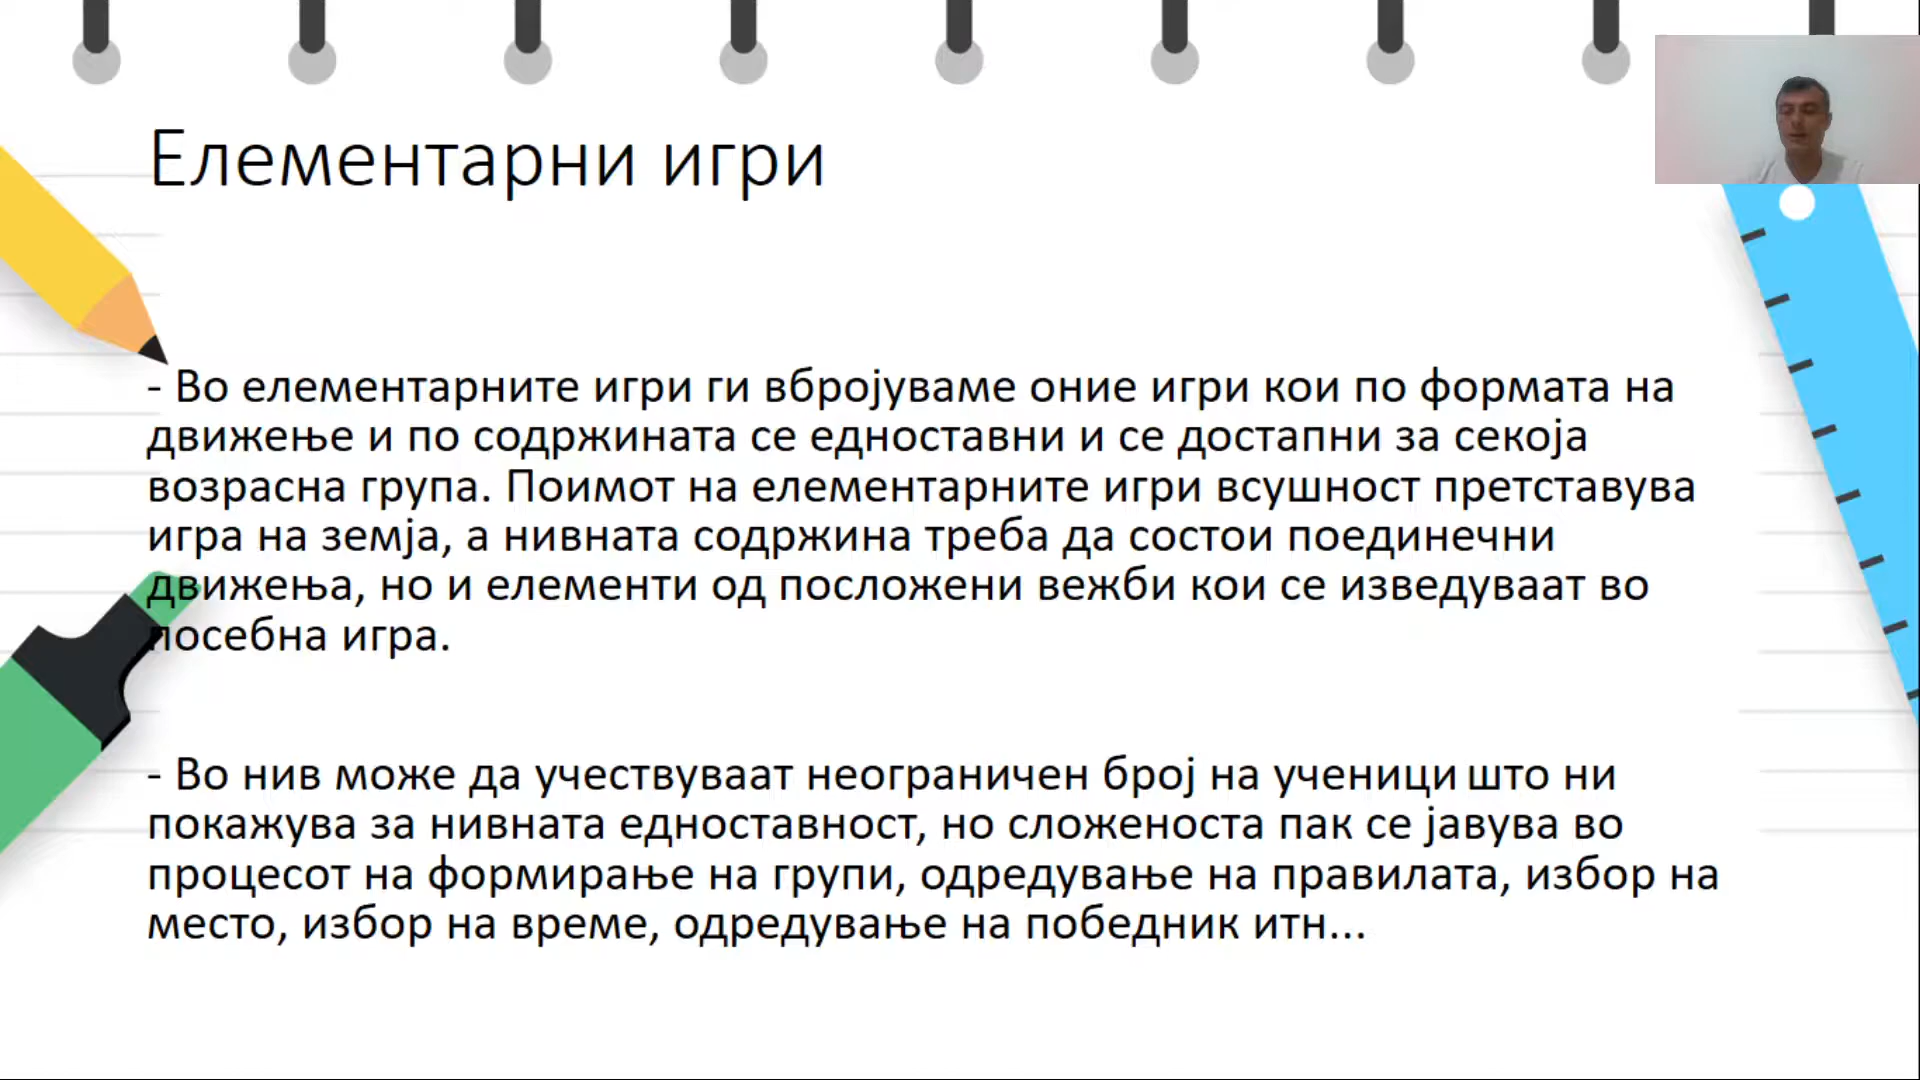 Елементарни игри
- Во елементарните игри ги вбројуваме оние игри кои по формата на
движење и по содржината се едноставни и се достапни за секоја
возрасна група. Поимот на елементарните игри всушност претставува
игра на земја, а нивната содржина треба да состои поединечни
движења, но и елементи од посложени вежби кои се изведуваат во
посебна игра.
- Во нив може да учествуваат неограничен број на ученици што ни
покажува за нивната едноставност, но сложеноста пак се јавува во
процесот на формирање на групи, одредување на правилата, избор на
место, избор на време, одредување на победник итн...